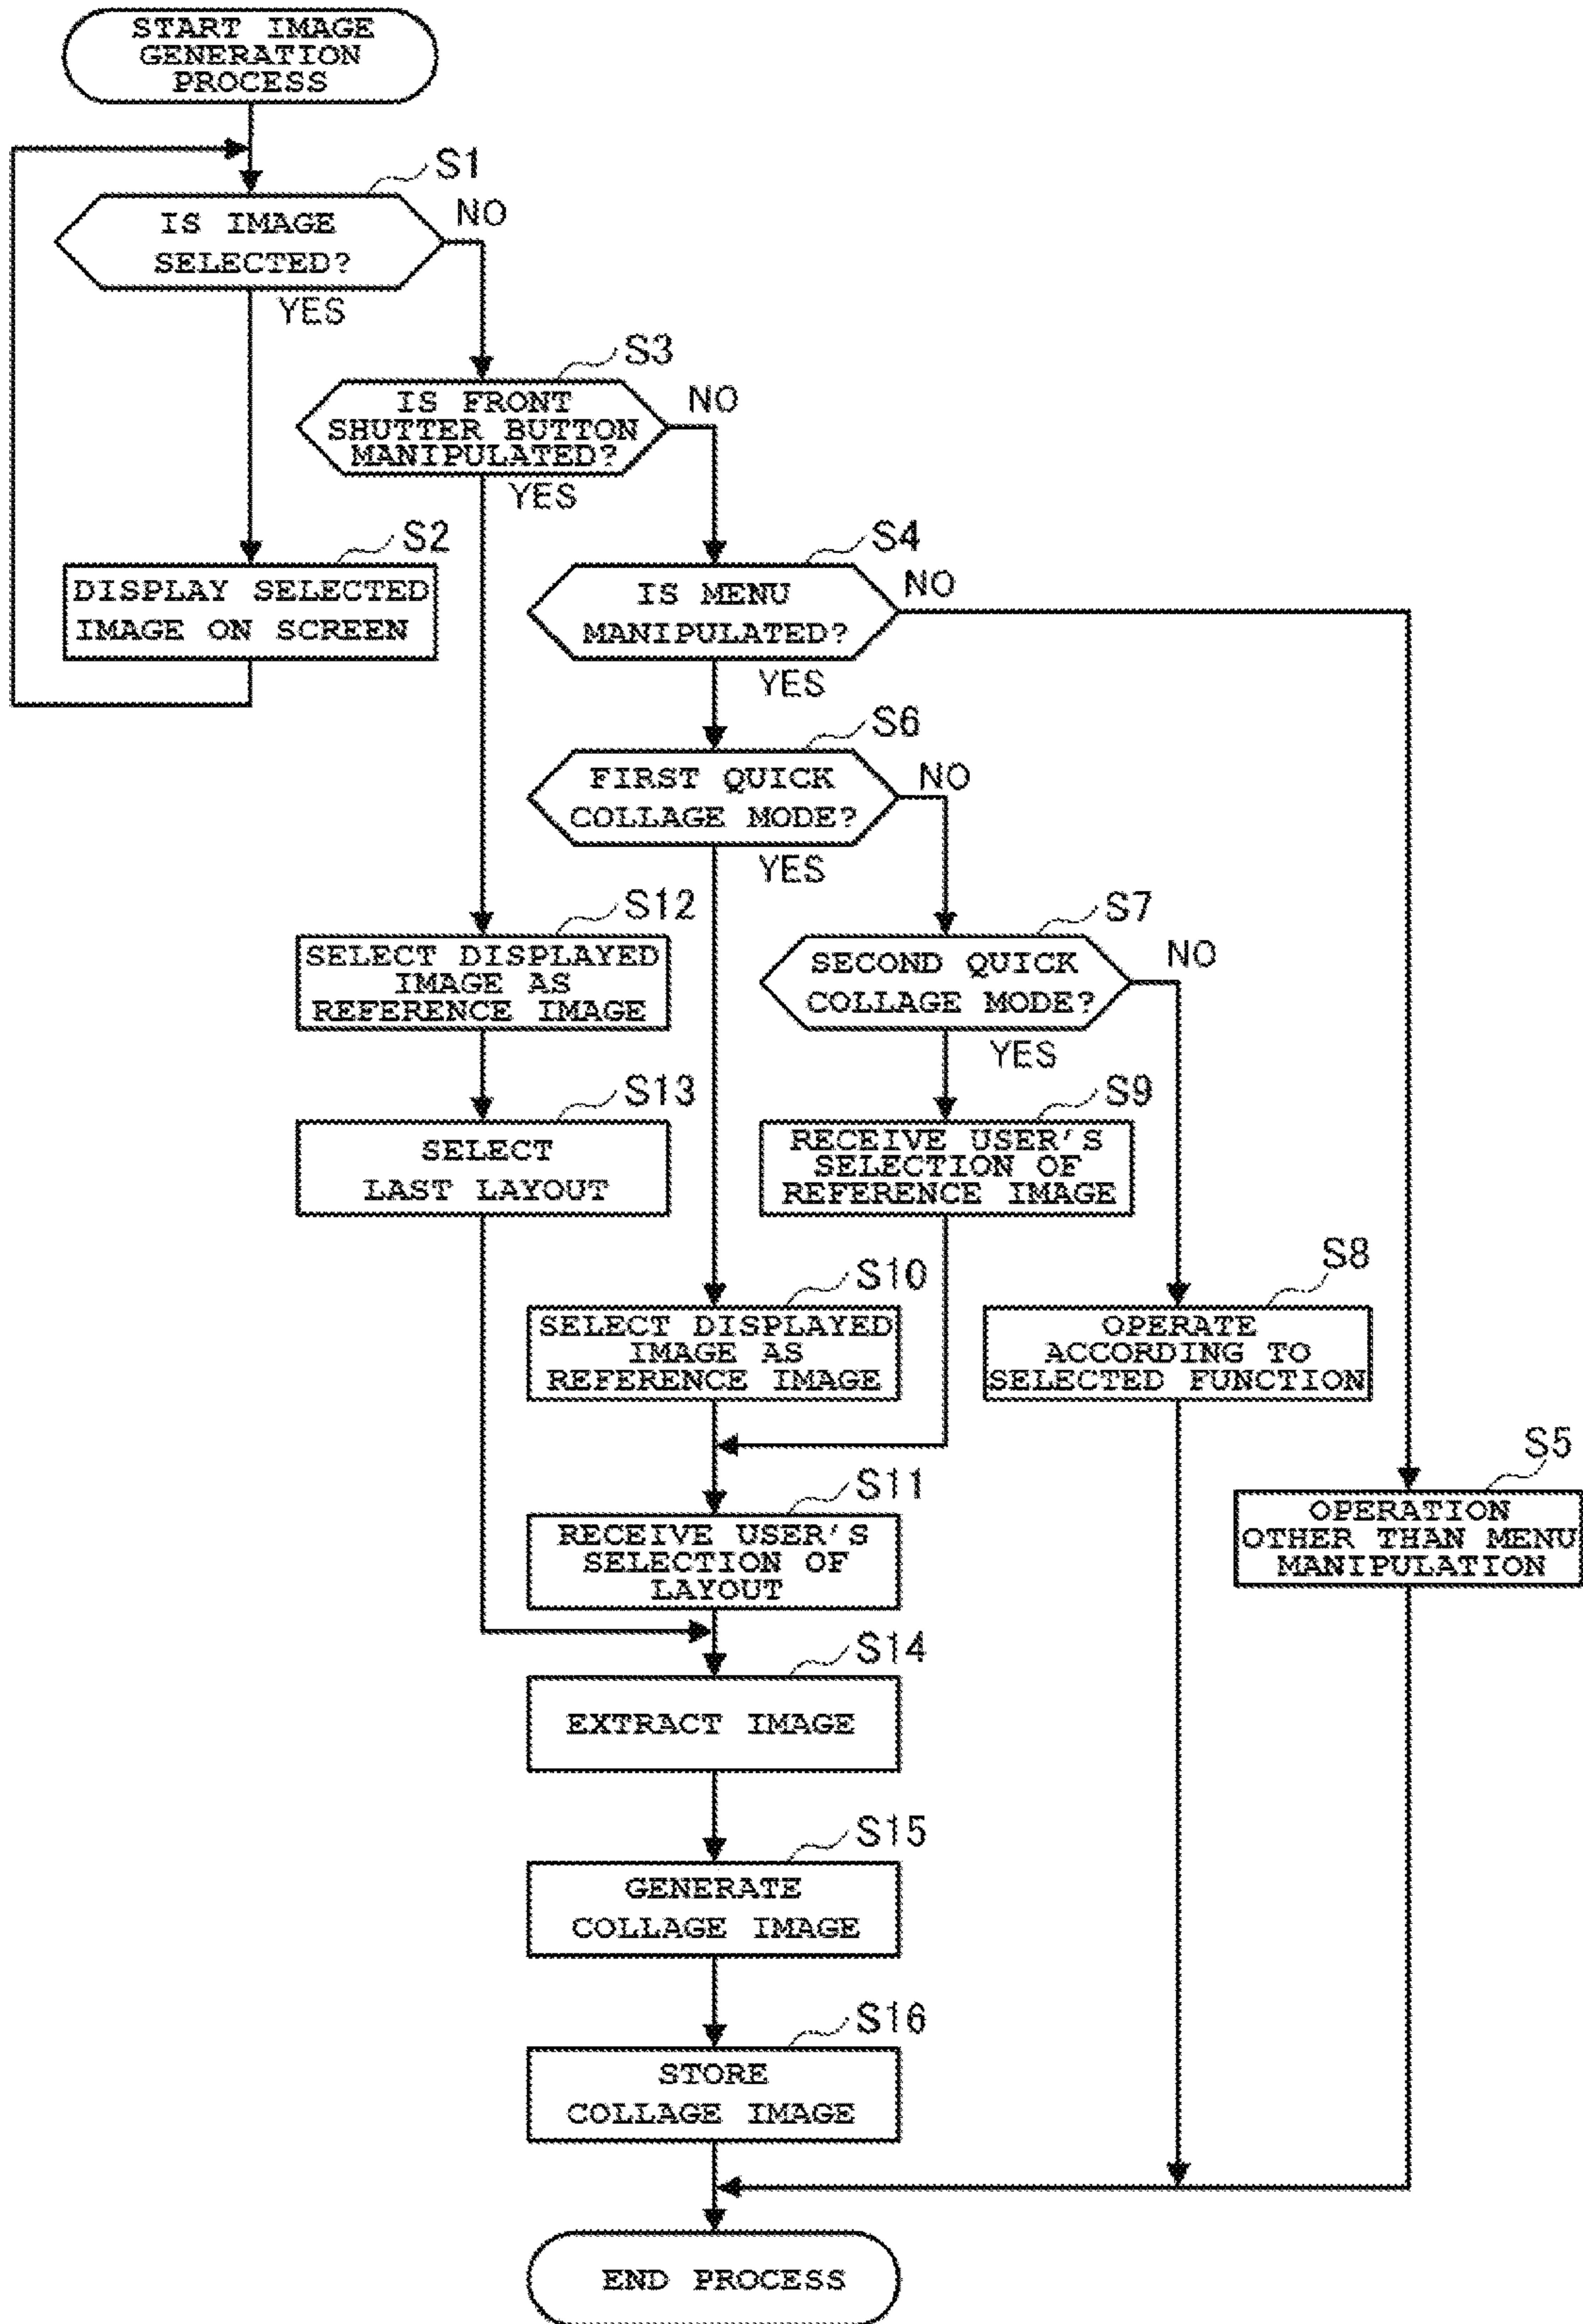 START IMAGE
GENERATION
PROCESS
S1
IS IMAGE
SELECTED?
NO
YES
S3
IS FRONT
SHUTTER BUTTON
MANIPULATED?
NO
YES
S2
DISPLAY SELECTED
IMAGE ON SCREEN
S4
IS MENU
MANIPULATED?
NO
YES
S6
FIRST QUICK
COLLAGE MODE?
NO
YES
S12
SELECT DISPLAYED
IMAGE AS
REFERENCE IMAGE
S7
SECOND QUICK
COLLAGE MODE?
NO
YES
S13
SELECT
LAST LAYOUT
S9
RECEIVE USER'S
SELECTION OF
REFERENCE IMAGE
S10
SELECT DISPLAYED
IMAGE AS
REFERENCE IMAGE
S8
OPERATE
ACCORDING TO
SELECTED FUNCTION
S11
RECEIVE USER'S
SELECTION OF
LAYOUT
S5
OPERATION
OTHER THAN MENU
MANIPULATION
S14
EXTRACT IMAGE
S15
GENERATE
COLLAGE IMAGE
S16
STORE
COLLAGE IMAGE
END PROCESS